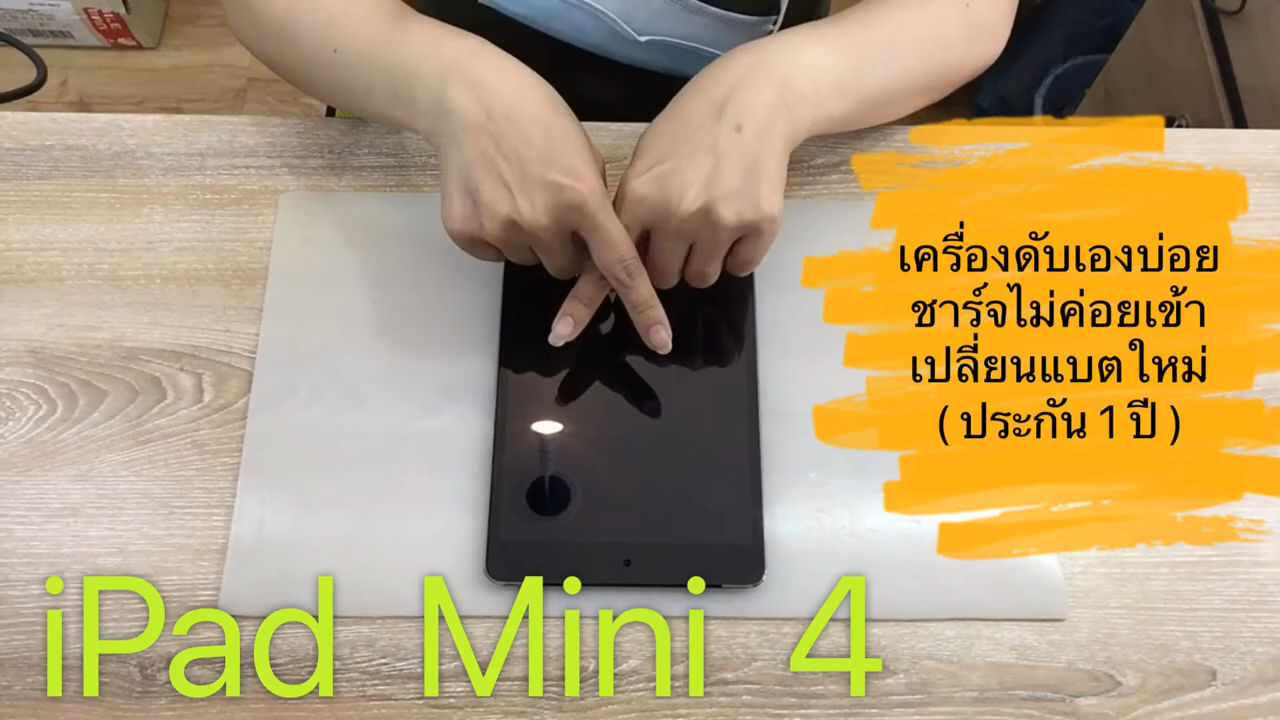 เครื่องดับเองบ่อย
ชาร์จไม่ค่อยเข้า
เปลี่ยนแบตใหม่
( ประกัน 1 ปี )
iPad Mini 4